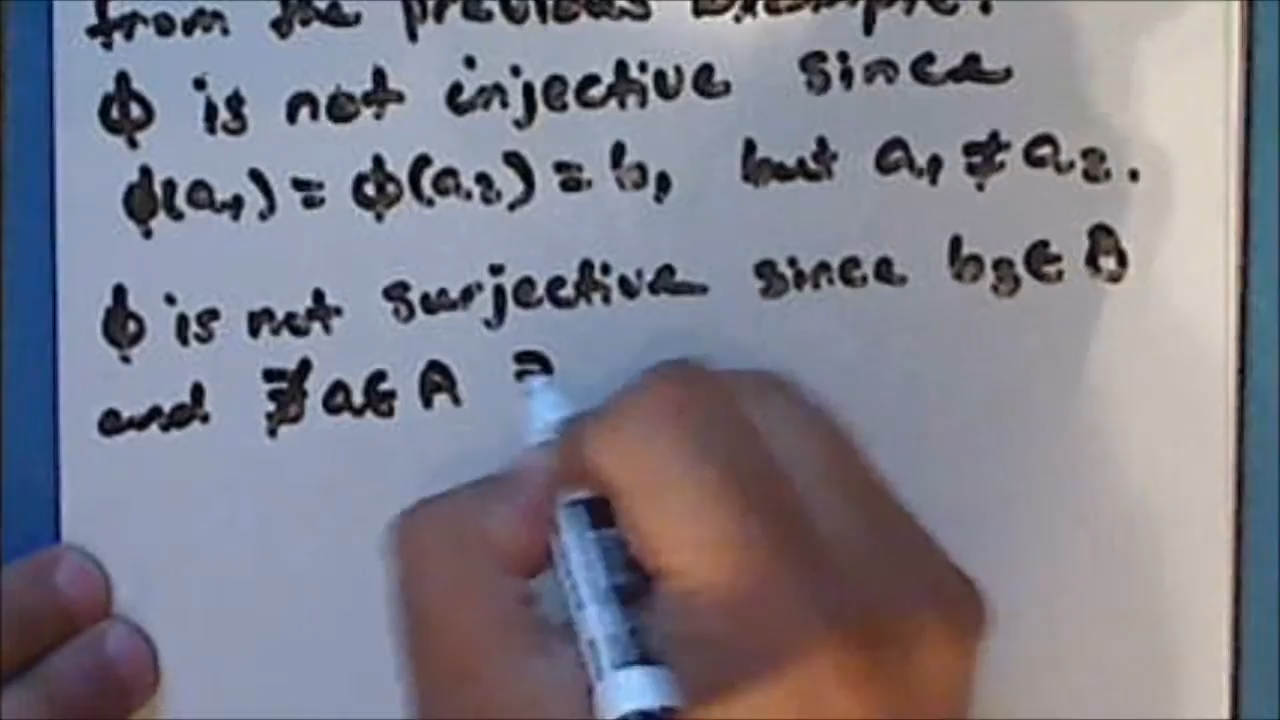 from the previous example.
ϕ is not injective since
ϕ(a₁) = ϕ(a₂) = b, but a₁ ≠ a₂.
ϕ is not surjective since b₃ ∈ B
and ∄ a ∈ A